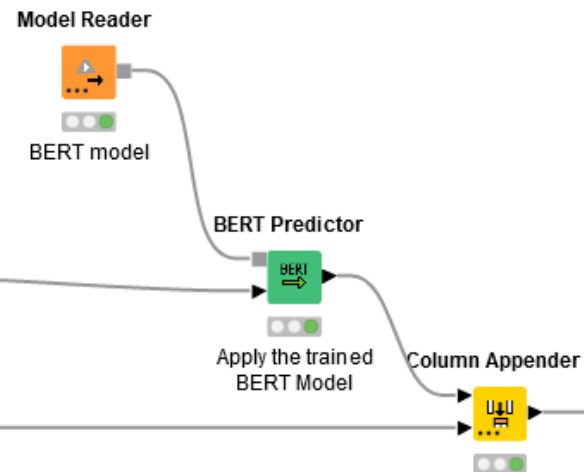 Model Reader
BERT model
BERT Predictor
BERT
Apply the trained
BERT Model
Column Appender